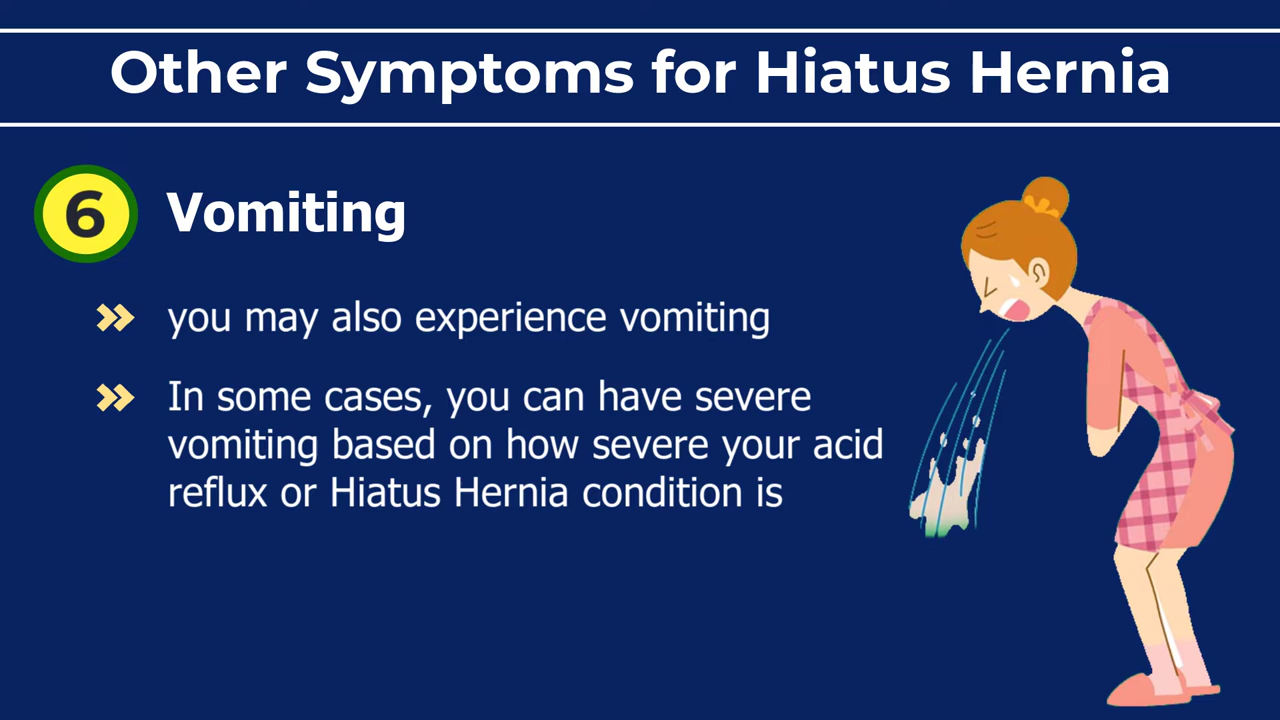 Other Symptoms for Hiatus Hernia
6
Vomiting
you may also experience vomiting
In some cases, you can have severe
vomiting based on how severe your acid
reflux or Hiatus Hernia condition is